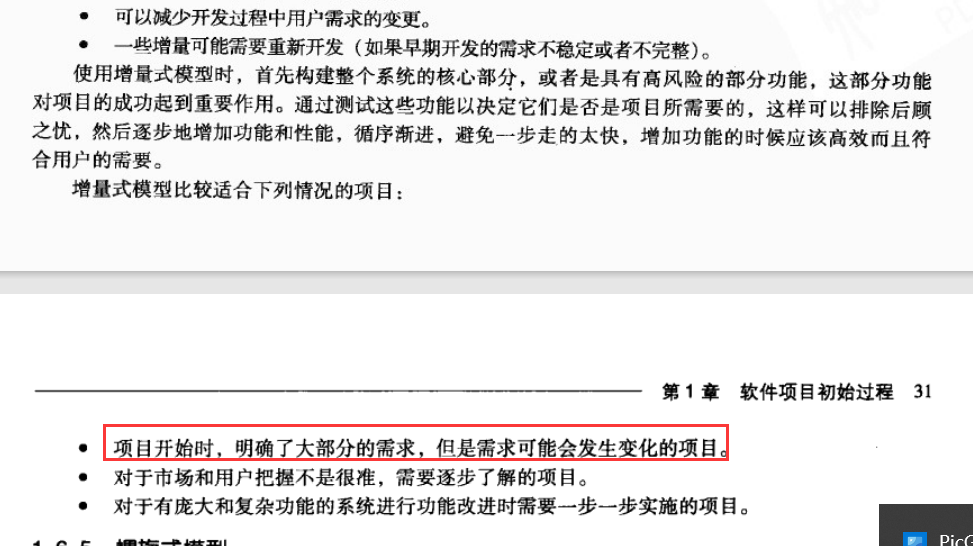 • 可以减少开发过程中用户需求的变更。
• 一些增量可能需要重新开发（如果早期开发的需求不稳定或者不完整）。
使用增量式模型时，首先构建整个系统的核心部分，或者是具有高风险的部分功能，这部分功能
对项目的成功起到重要作用。通过测试这些功能以决定它们是否是项目所需要的，这样可以排除后顾
之忧，然后逐步地增加功能和性能，循序渐进，避免一步走的太快，增加功能的时候应该高效而且符
合用户的需要。
增量式模型比较适合下列情况的项目：
第1章 软件项目初始过程 31
• 项目开始时，明确了大部分的需求，但是需求可能会发生变化的项目。
• 对于市场和用户把握不是很准，需要逐步了解的项目。
• 对于有庞大和复杂功能的系统进行功能改进时需要一步一步实施的项目。
1.6.5 螺旋式模型
PicG